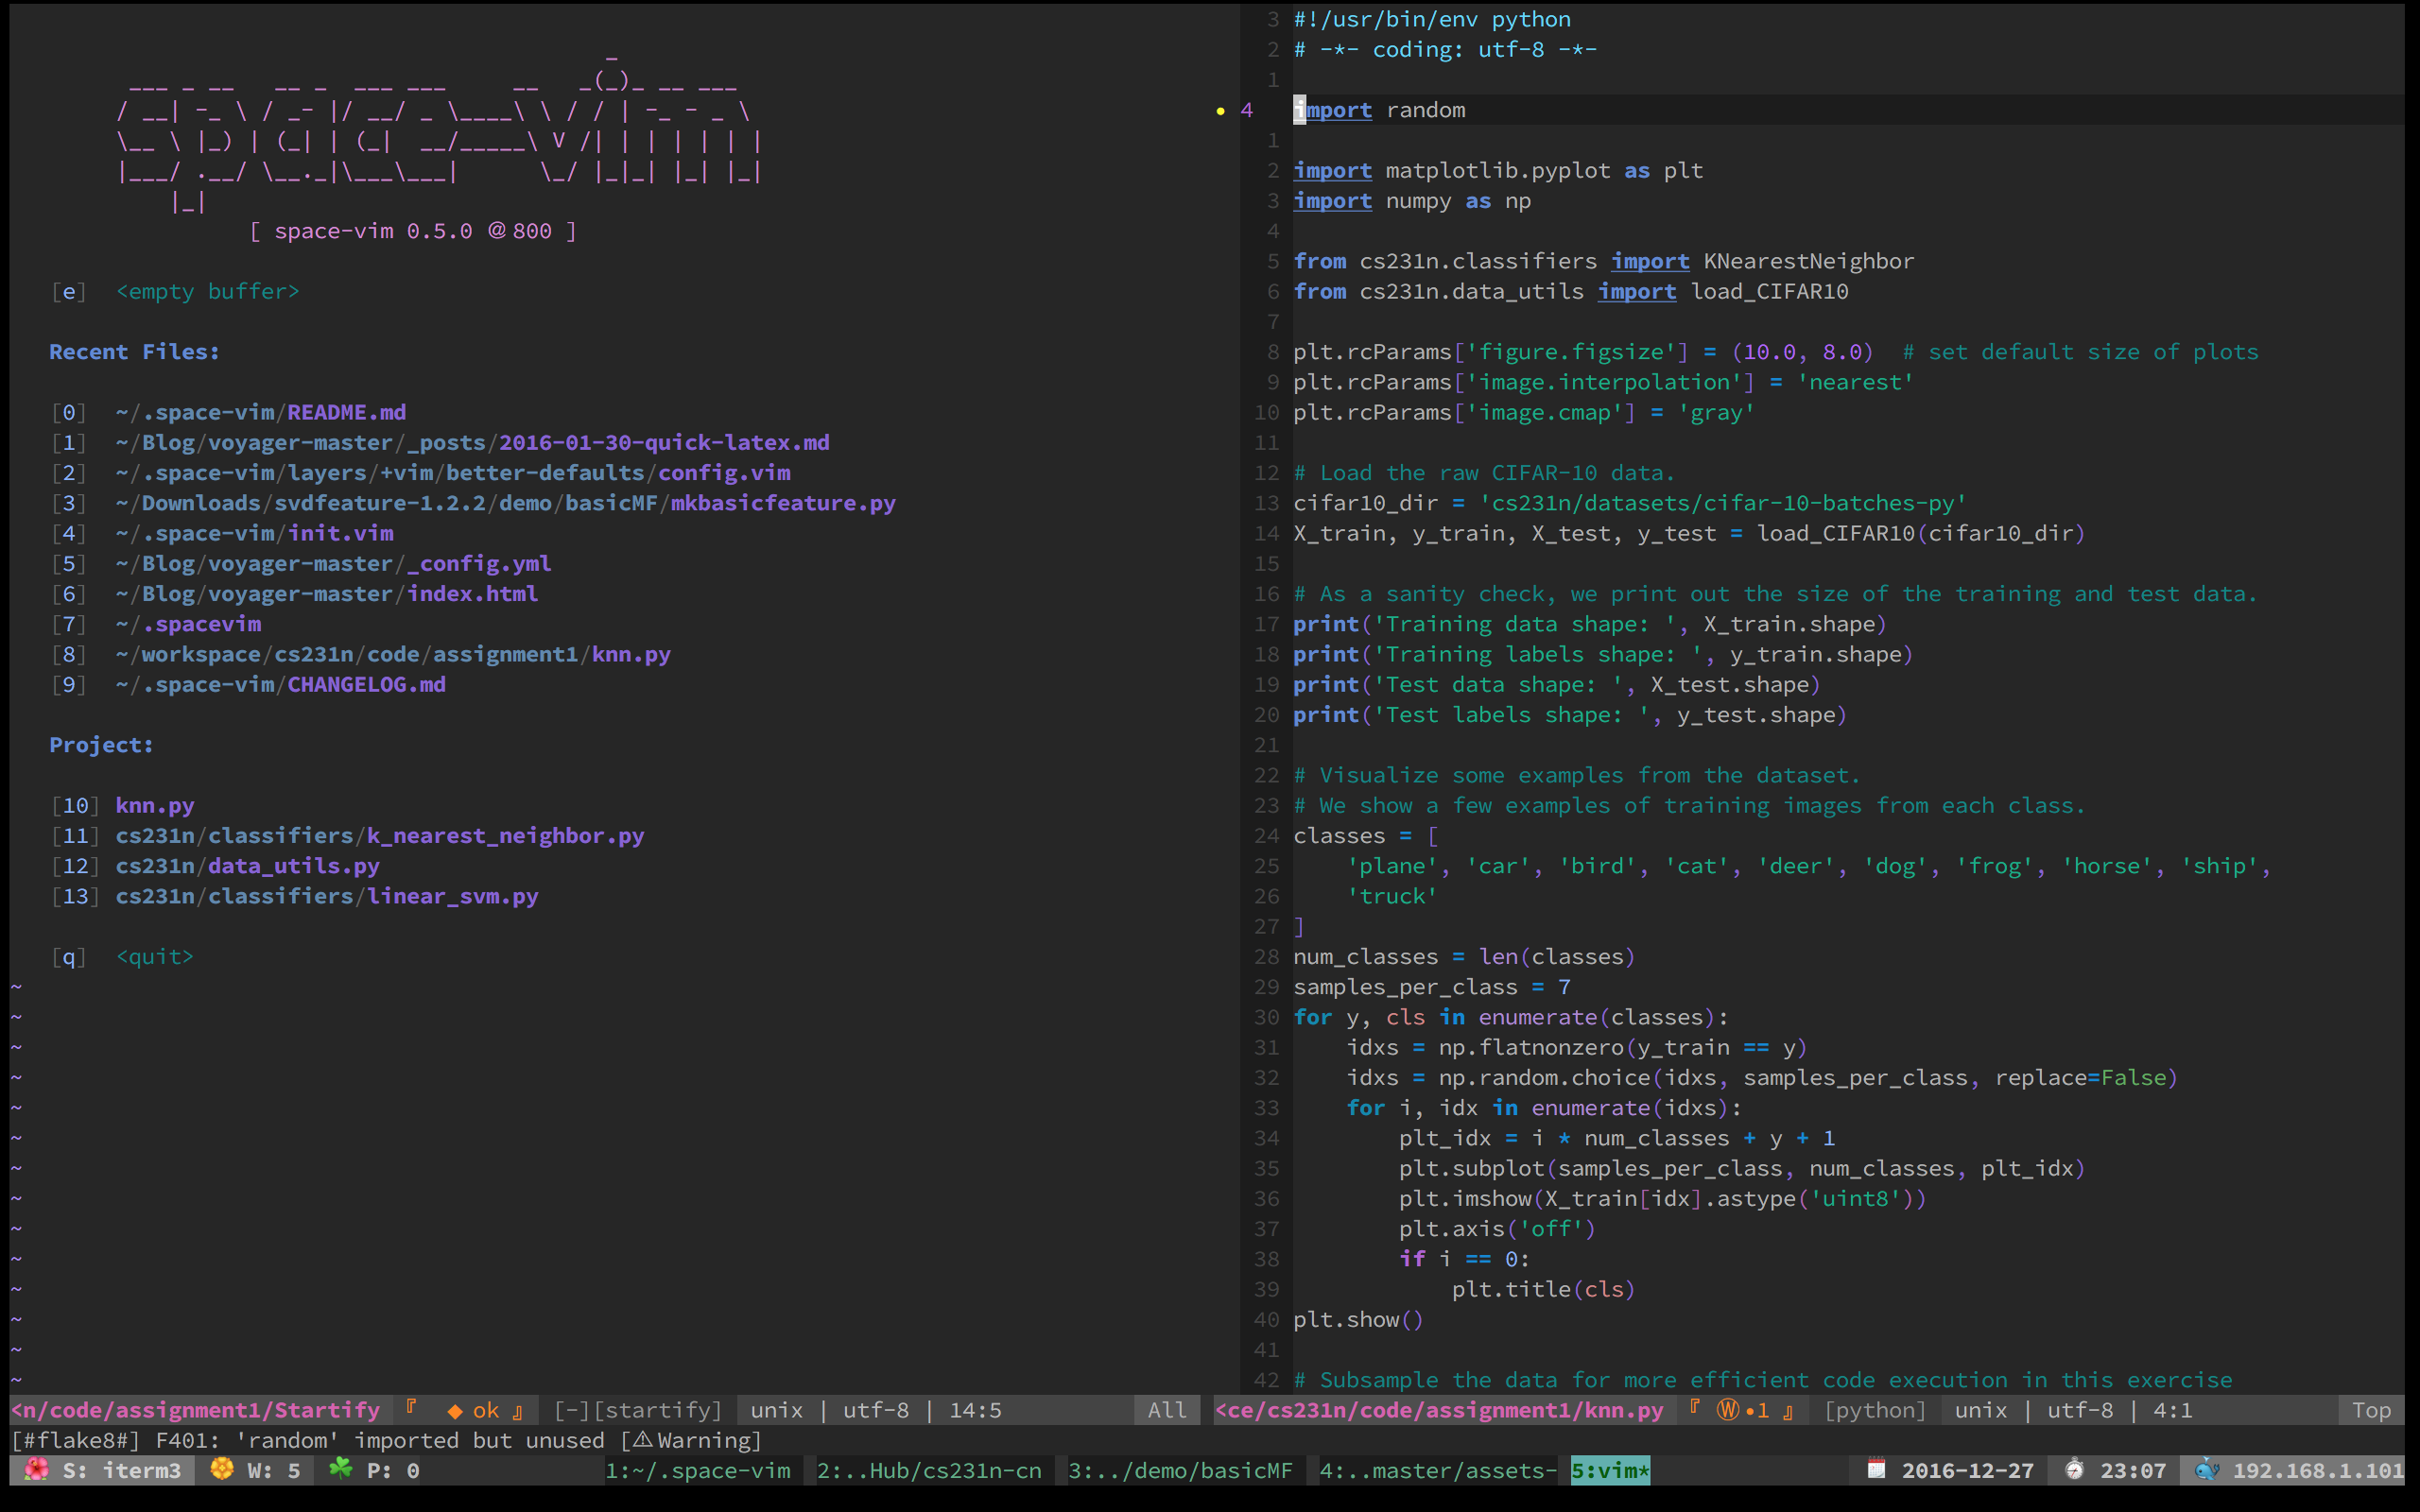 _
 ___ _ __   __ _  ___ ___      __   _(_)_ __ ___
/ __| '_ \ / _` |/ __/ _ \____\ \ / / | '_ ` _ \
\__ \ |_) | (_| | (_|  __/_____\ V /| | | | | | |
|___/ .__/ \__,_|\___\___|      \_/ |_|_| |_| |_|
    |_|
[ space-vim 0.5.0 @800 ]
[e]  <empty buffer>
Recent Files:
[0]  ~/.space-vim/README.md
[1]  ~/Blog/voyager-master/_posts/2016-01-30-quick-latex.md
[2]  ~/.space-vim/layers/+vim/better-defaults/config.vim
[3]  ~/Downloads/svdfeature-1.2.2/demo/basicMF/mkbasicfeature.py
[4]  ~/.space-vim/init.vim
[5]  ~/Blog/voyager-master/_config.yml
[6]  ~/Blog/voyager-master/index.html
[7]  ~/.spacevim
[8]  ~/workspace/cs231n/code/assignment1/knn.py
[9]  ~/.space-vim/CHANGELOG.md
Project:
[10] knn.py
[11] cs231n/classifiers/k_nearest_neighbor.py
[12] cs231n/data_utils.py
[13] cs231n/classifiers/linear_svm.py
[q]  <quit>
~
~
~
~
~
~
~
~
~
~
~
~
~
~
<n/code/assignment1/Startify 『 ◆ ok 』 [-][startify] unix | utf-8 | 14:5 All
3 #!/usr/bin/env python
2 # -*- coding: utf-8 -*-
1
• 4 import random
1
2 import matplotlib.pyplot as plt
3 import numpy as np
4
5 from cs231n.classifiers import KNearestNeighbor
6 from cs231n.data_utils import load_CIFAR10
7
8 plt.rcParams['figure.figsize'] = (10.0, 8.0)  # set default size of plots
9 plt.rcParams['image.interpolation'] = 'nearest'
10 plt.rcParams['image.cmap'] = 'gray'
11
12 # Load the raw CIFAR-10 data.
13 cifar10_dir = 'cs231n/datasets/cifar-10-batches-py'
14 X_train, y_train, X_test, y_test = load_CIFAR10(cifar10_dir)
15
16 # As a sanity check, we print out the size of the training and test data.
17 print('Training data shape: ', X_train.shape)
18 print('Training labels shape: ', y_train.shape)
19 print('Test data shape: ', X_test.shape)
20 print('Test labels shape: ', y_test.shape)
21
22 # Visualize some examples from the dataset.
23 # We show a few examples of training images from each class.
24 classes = [
25     'plane', 'car', 'bird', 'cat', 'deer', 'dog', 'frog', 'horse', 'ship',
26     'truck'
27 ]
28 num_classes = len(classes)
29 samples_per_class = 7
30 for y, cls in enumerate(classes):
31     idxs = np.flatnonzero(y_train == y)
32     idxs = np.random.choice(idxs, samples_per_class, replace=False)
33     for i, idx in enumerate(idxs):
34         plt_idx = i * num_classes + y + 1
35         plt.subplot(samples_per_class, num_classes, plt_idx)
36         plt.imshow(X_train[idx].astype('uint8'))
37         plt.axis('off')
38         if i == 0:
39             plt.title(cls)
40 plt.show()
41
42 # Subsample the data for more efficient code execution in this exercise
<ce/cs231n/code/assignment1/knn.py 『 Ⓦ•1 』 [python] unix | utf-8 | 4:1 Top
[#flake8#] F401: 'random' imported but unused [⚠Warning]
🌺 S: iterm3 🌼 W: 5 ☘ P: 0 1:~/.space-vim 2:..Hub/cs231n-cn 3:../demo/basicMF 4:..master/assets- 5:vim* 2016-12-27 23:07 🐳 192.168.1.101